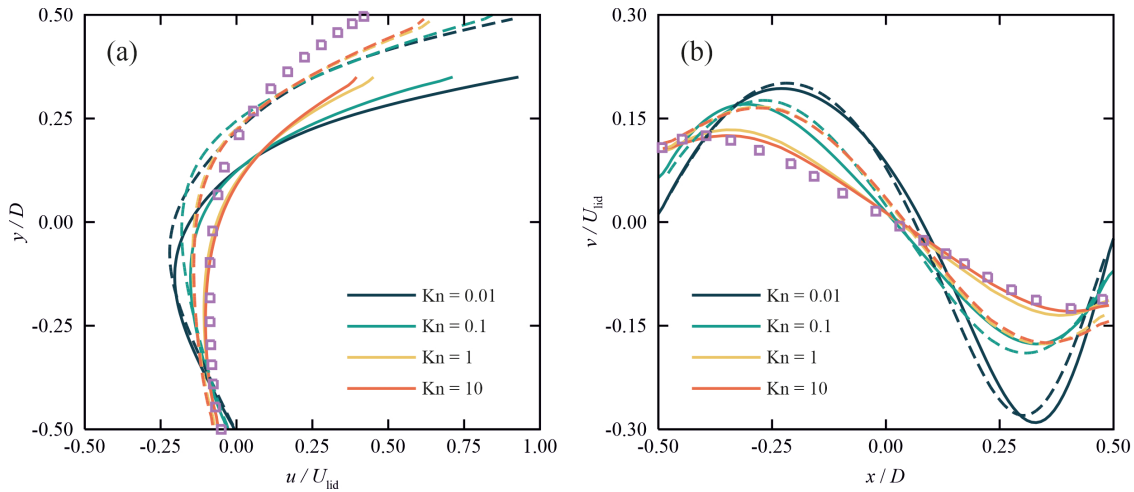 (a)
0.50
0.25
0.00
-0.25
-0.50
y / D
-0.50 -0.25 0.00 0.25 0.50 0.75 1.00
u / U_lid
Kn = 0.01
Kn = 0.1
Kn = 1
Kn = 10
(b)
0.30
0.15
0.00
-0.15
-0.30
v / U_lid
-0.50 -0.25 0.00 0.25 0.50
x / D
Kn = 0.01
Kn = 0.1
Kn = 1
Kn = 10